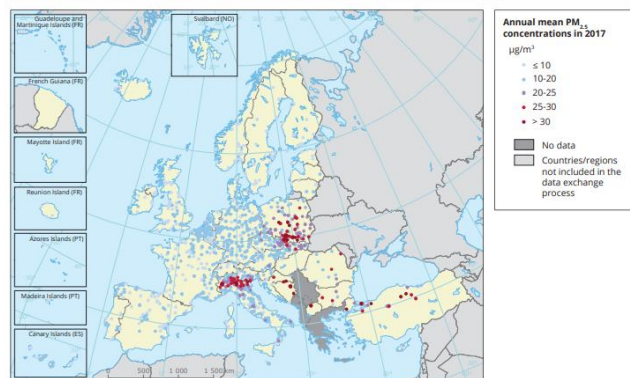 Guadeloupe and
Martinique Islands (FR)
Svalbard (NO)
French Guiana (FR)
Mayotte Island (FR)
Reunion Island (FR)
Azores Islands (PT)
Madeira Islands (PT)
Canary Islands (ES)
0 500 1 000 1 500 km
Annual mean PM2.5
concentrations in 2017
µg/m³
≤ 10
10-20
20-25
25-30
> 30
No data
Countries/regions
not included in the
data exchange
process